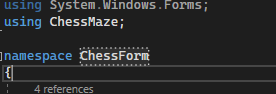 using System.Windows.Forms;
using ChessMaze;
namespace ChessForm
{
4 references